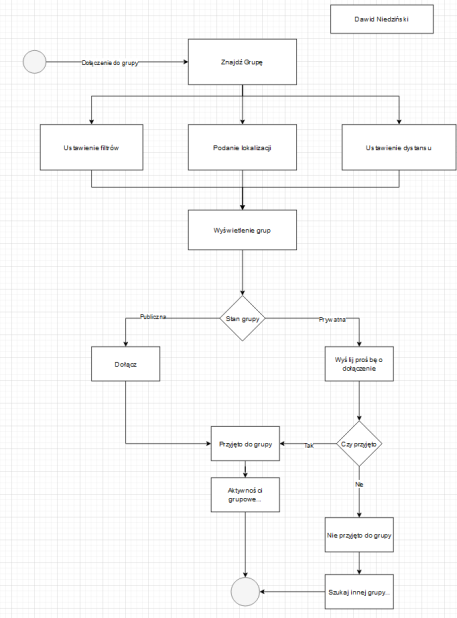 Dawid Niedziński
Dołączenie do grupy
Znajdź Grupę
Ustawienie filtrów
Podanie lokalizacji
Ustawienie dystansu
Wyświetlenie grup
Stan grupy
Publiczna
Prywatna
Dołącz
Wyślij prośbę o
dołączenie
Przyjęto do grupy
Tak
Czy przyjęto
Aktywności
grupowe...
Nie
Nie przyjęto do grupy
Szukaj innej grupy...